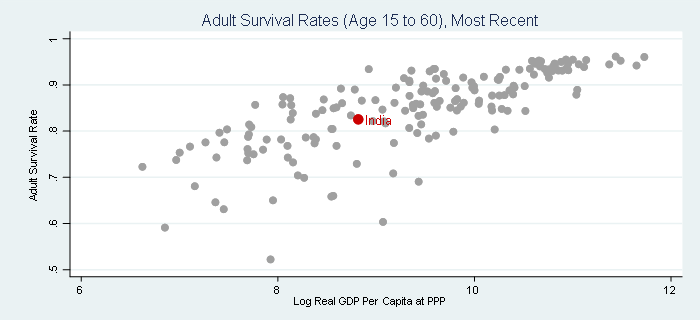 Adult Survival Rates (Age 15 to 60), Most Recent
Adult Survival Rate
1
.9
.8
.7
.6
.5
India
6
8
10
12
Log Real GDP Per Capita at PPP